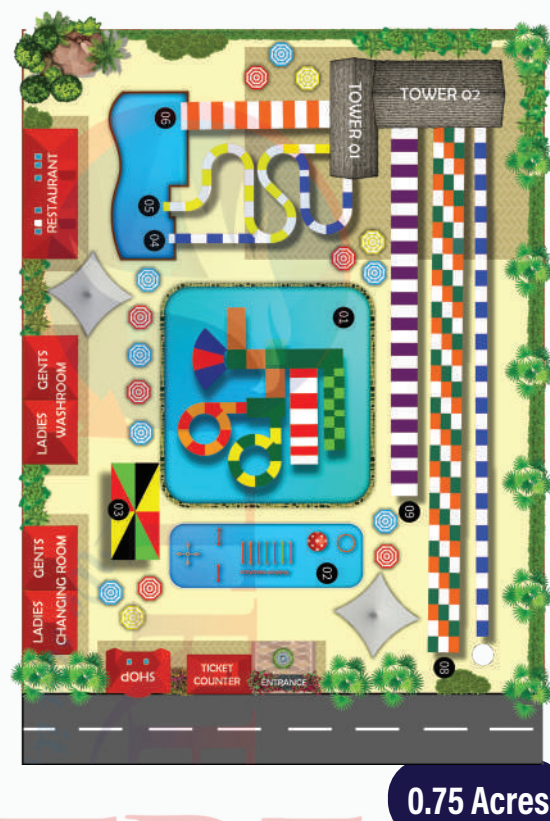 TOWER 02
TOWER 01
06
05
04
RESTAURANT
01
GENTS
LADIES
WASHROOM
03
09
02
GENTS
LADIES
CHANGING ROOM
08
dOHS
TICKET
COUNTER
ENTRANCE
0.75 Acres